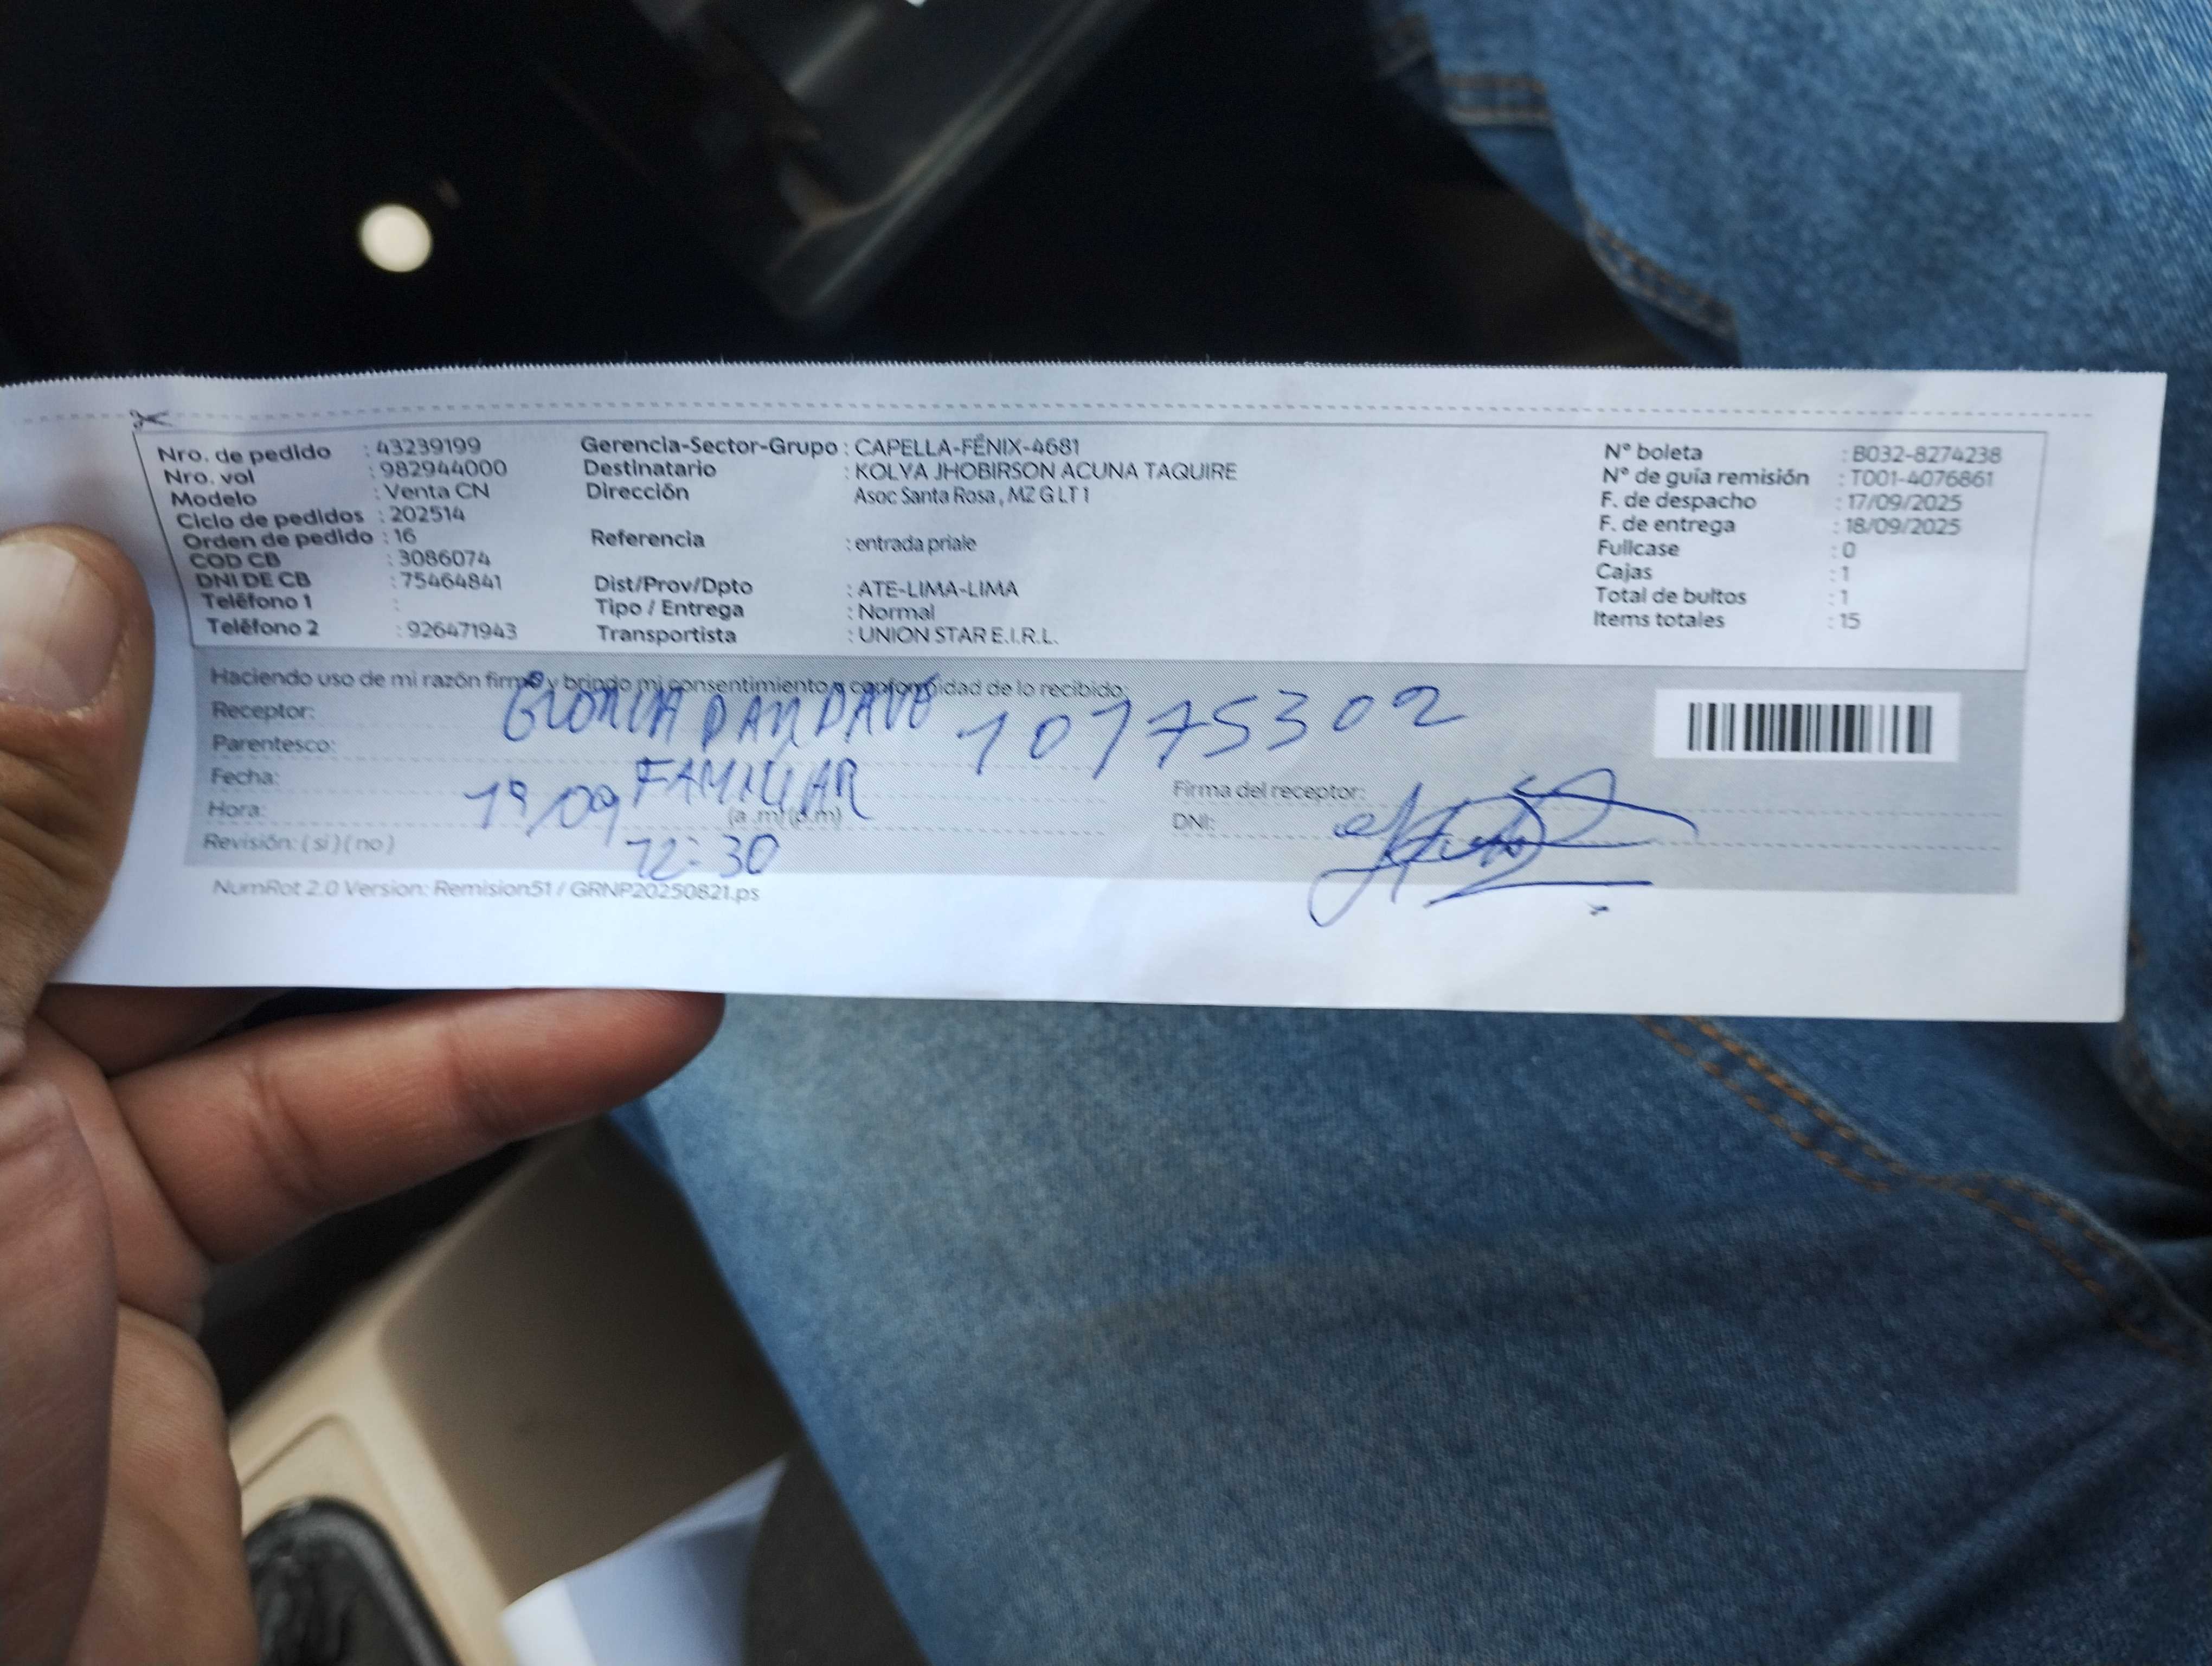 Nro. de pedido : 43239199
Nro. vol : 982944000
Modelo : Venta CN
Ciclo de pedidos : 202514
Orden de pedido : 16
COD CB : 3086074
DNI DE CB : 75464841
Teléfono 1 :
Teléfono 2 : 926471943
Gerencia-Sector-Grupo : CAPELLA-FÉNIX-4681
Destinatario : KOLVA JHOBIRSON ACUNA TAQUIRE
Dirección Asoc Santa Rosa , MZ G LT 1
Referencia : entrada priale
Dist/Prov/Dpto : ATE-LIMA-LIMA
Tipo / Entrega : Normal
Transportista : UNION STAR E.I.R.L.
Nº boleta : B032-8274238
Nº de guía remisión : T001-4076861
F. de despacho : 17/09/2025
F. de entrega : 18/09/2025
Fullcase : 0
Cajas : 1
Total de bultos : 1
Items totales : 15
Haciendo uso de mi razón firmo y brindo mi consentimiento y conformidad de lo recibido:
Receptor: GLORIA 10775302
Parentesco: FAMILIAR
Fecha: 19/09
Hora: 12:30 (a .m) (p.m)
Revisión: ( si ) ( no )
Firma del receptor:
DNI:
NumRot 2.0 Version: Remision51 / GRNP20250821.ps